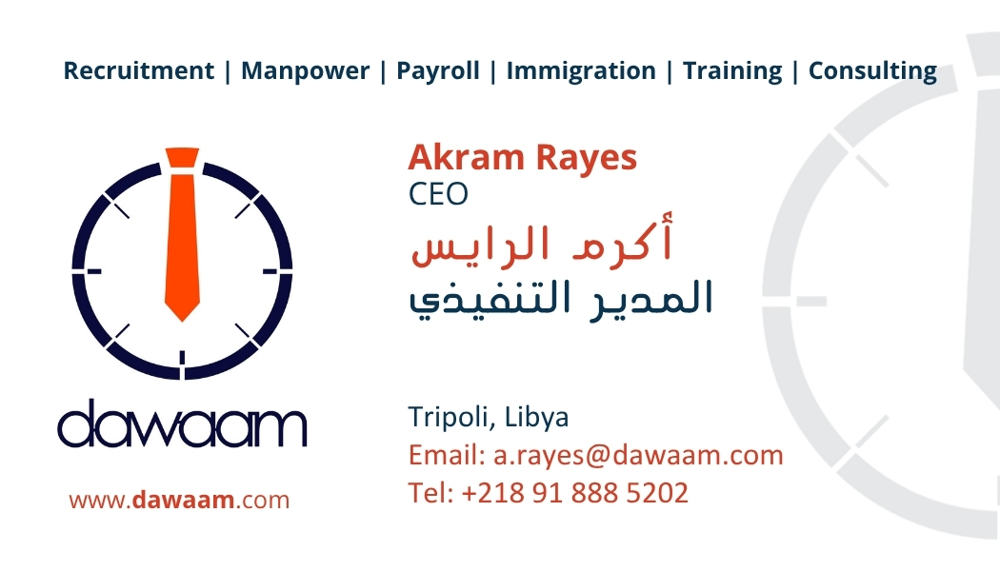 Recruitment | Manpower | Payroll | Immigration | Training | Consulting
Akram Rayes
CEO
أكرم الرايس
المدير التنفيذي
dawaam
www.dawaam.com
Tripoli, Libya
Email: a.rayes@dawaam.com
Tel: +218 91 888 5202